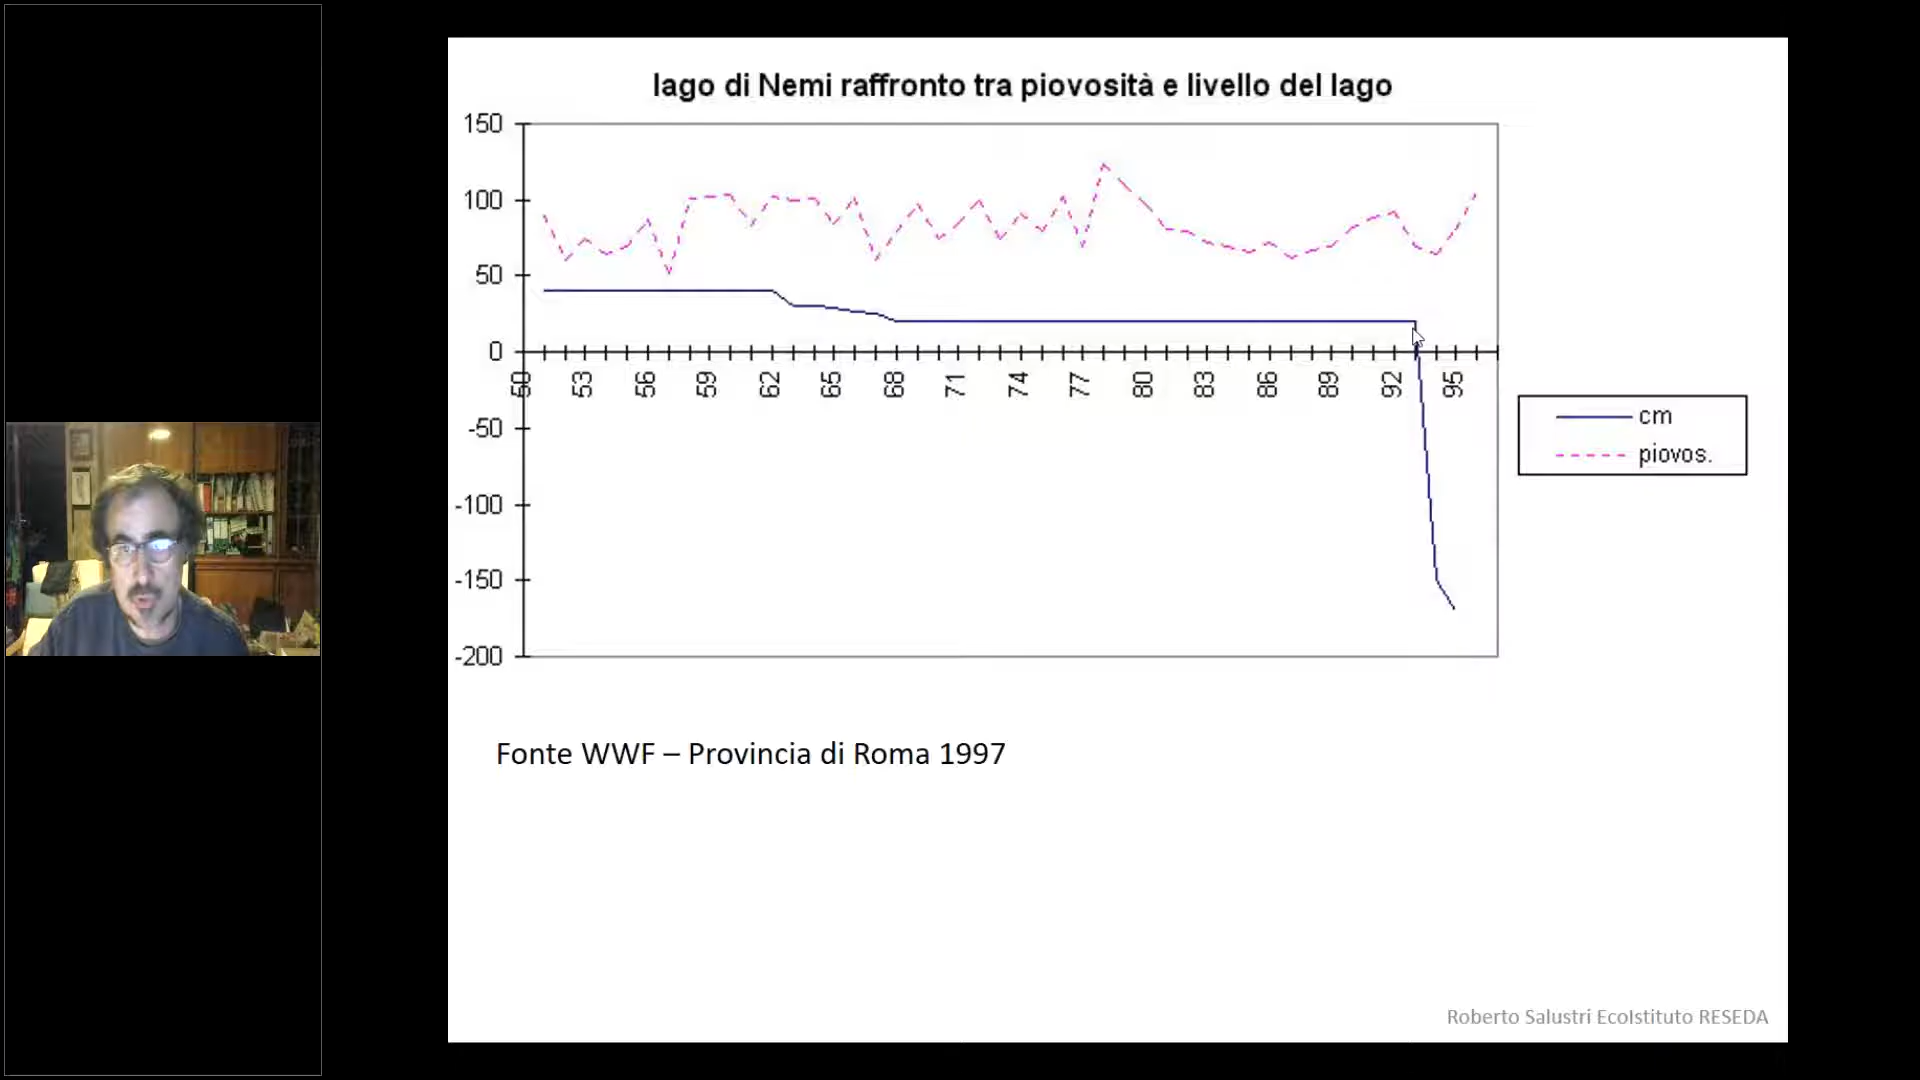 lago di Nemi raffronto tra piovosità e livello del lago
150
100
50
0
-50
-100
-150
-200
50 53 56 59 62 65 68 71 74 77 80 83 86 89 92 95
cm
piovos.
Fonte WWF – Provincia di Roma 1997
Roberto Salustri EcoIstituto RESEDA